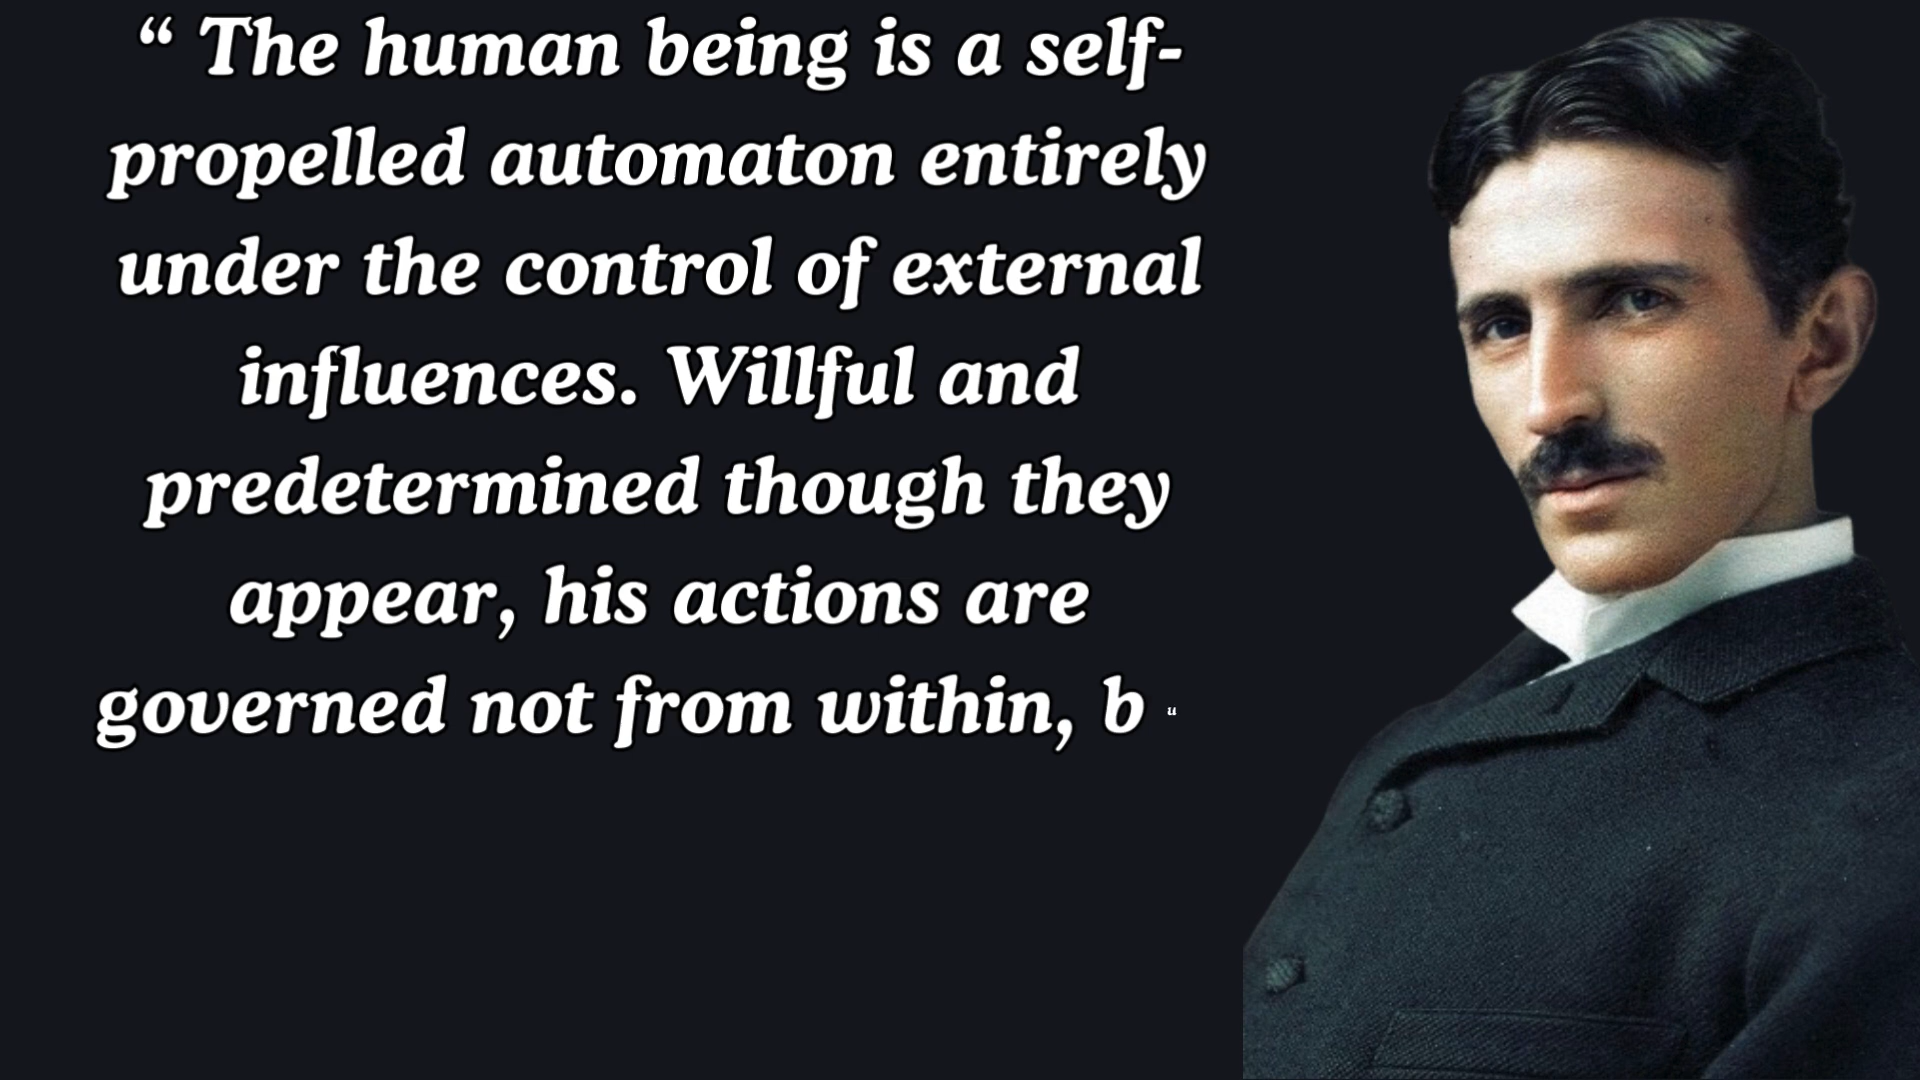 “ The human being is a self-
propelled automaton entirely
under the control of external
influences. Willful and
predetermined though they
appear, his actions are
governed not from within, b u